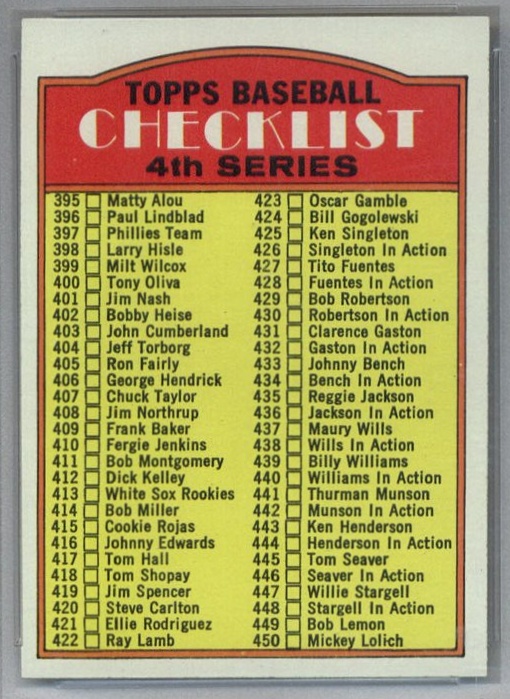 TOPPS BASEBALL
CHECKLIST
4th SERIES
395 Matty Alou
396 Paul Lindblad
397 Phillies Team
398 Larry Hisle
399 Milt Wilcox
400 Tony Oliva
401 Jim Nash
402 Bobby Heise
403 John Cumberland
404 Jeff Torborg
405 Ron Fairly
406 George Hendrick
407 Chuck Taylor
408 Jim Northrup
409 Frank Baker
410 Fergie Jenkins
411 Bob Montgomery
412 Dick Kelley
413 White Sox Rookies
414 Bob Miller
415 Cookie Rojas
416 Johnny Edwards
417 Tom Hall
418 Tom Shopay
419 Jim Spencer
420 Steve Carlton
421 Ellie Rodriguez
422 Ray Lamb
423 Oscar Gamble
424 Bill Gogolewski
425 Ken Singleton
426 Singleton In Action
427 Tito Fuentes
428 Fuentes In Action
429 Bob Robertson
430 Robertson In Action
431 Clarence Gaston
432 Gaston In Action
433 Johnny Bench
434 Bench In Action
435 Reggie Jackson
436 Jackson In Action
437 Maury Wills
438 Wills In Action
439 Billy Williams
440 Williams In Action
441 Thurman Munson
442 Munson In Action
443 Ken Henderson
444 Henderson In Action
445 Tom Seaver
446 Seaver In Action
447 Willie Stargell
448 Stargell In Action
449 Bob Lemon
450 Mickey Lolich